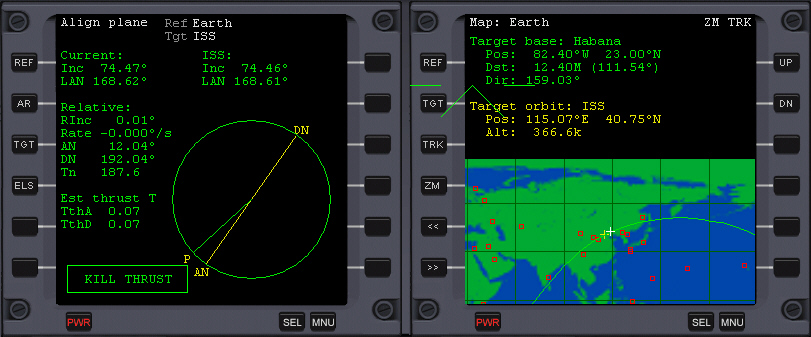 Align plane Ref Earth
Tgt ISS
Current: ISS:
Inc 74.47° Inc 74.46°
LAN 168.62° LAN 168.61°
Relative:
RInc 0.01°
Rate -0.000°/s
AN 12.04°
DN 192.04°
Tn 187.6
Est thrust T
TthA 0.07
TthD 0.07
DN
P
AN
KILL THRUST
REF
AR
TGT
ELS
PWR
SEL
MNU
Map: Earth ZM TRK
Target base: Habana
Pos: 82.40°W 23.00°N
Dst: 12.40M (111.54°)
Dir: 159.03°
Target orbit: ISS
Pos: 115.07°E 40.75°N
Alt: 366.6k
REF
TGT
TRK
ZM
<<
>>
UP
DN
PWR
SEL
MNU